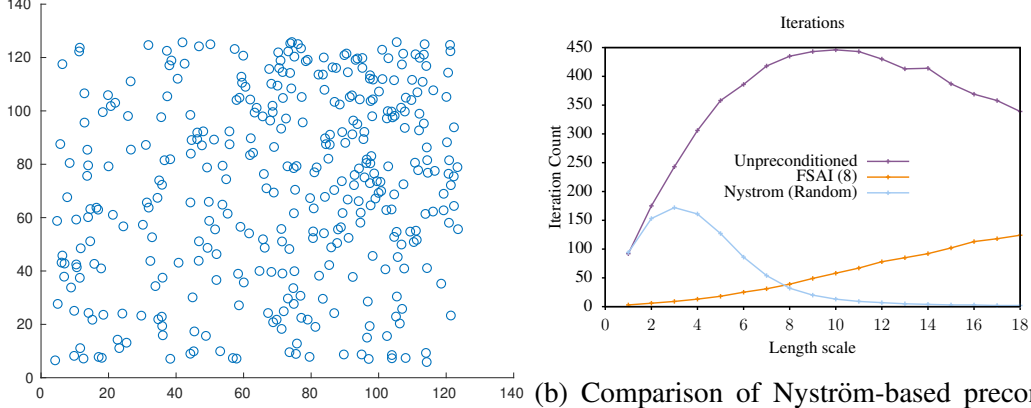 140
120
100
80
60
40
20
0
0 20 40 60 80 100 120 140
Iterations
450
400
350
300
250
200
150
100
50
0
Iteration Count
Unpreconditioned
FSAI (8)
Nystrom (Random)
0 2 4 6 8 10 12 14 16 18
Length scale
(b) Comparison of Nyström-based precon